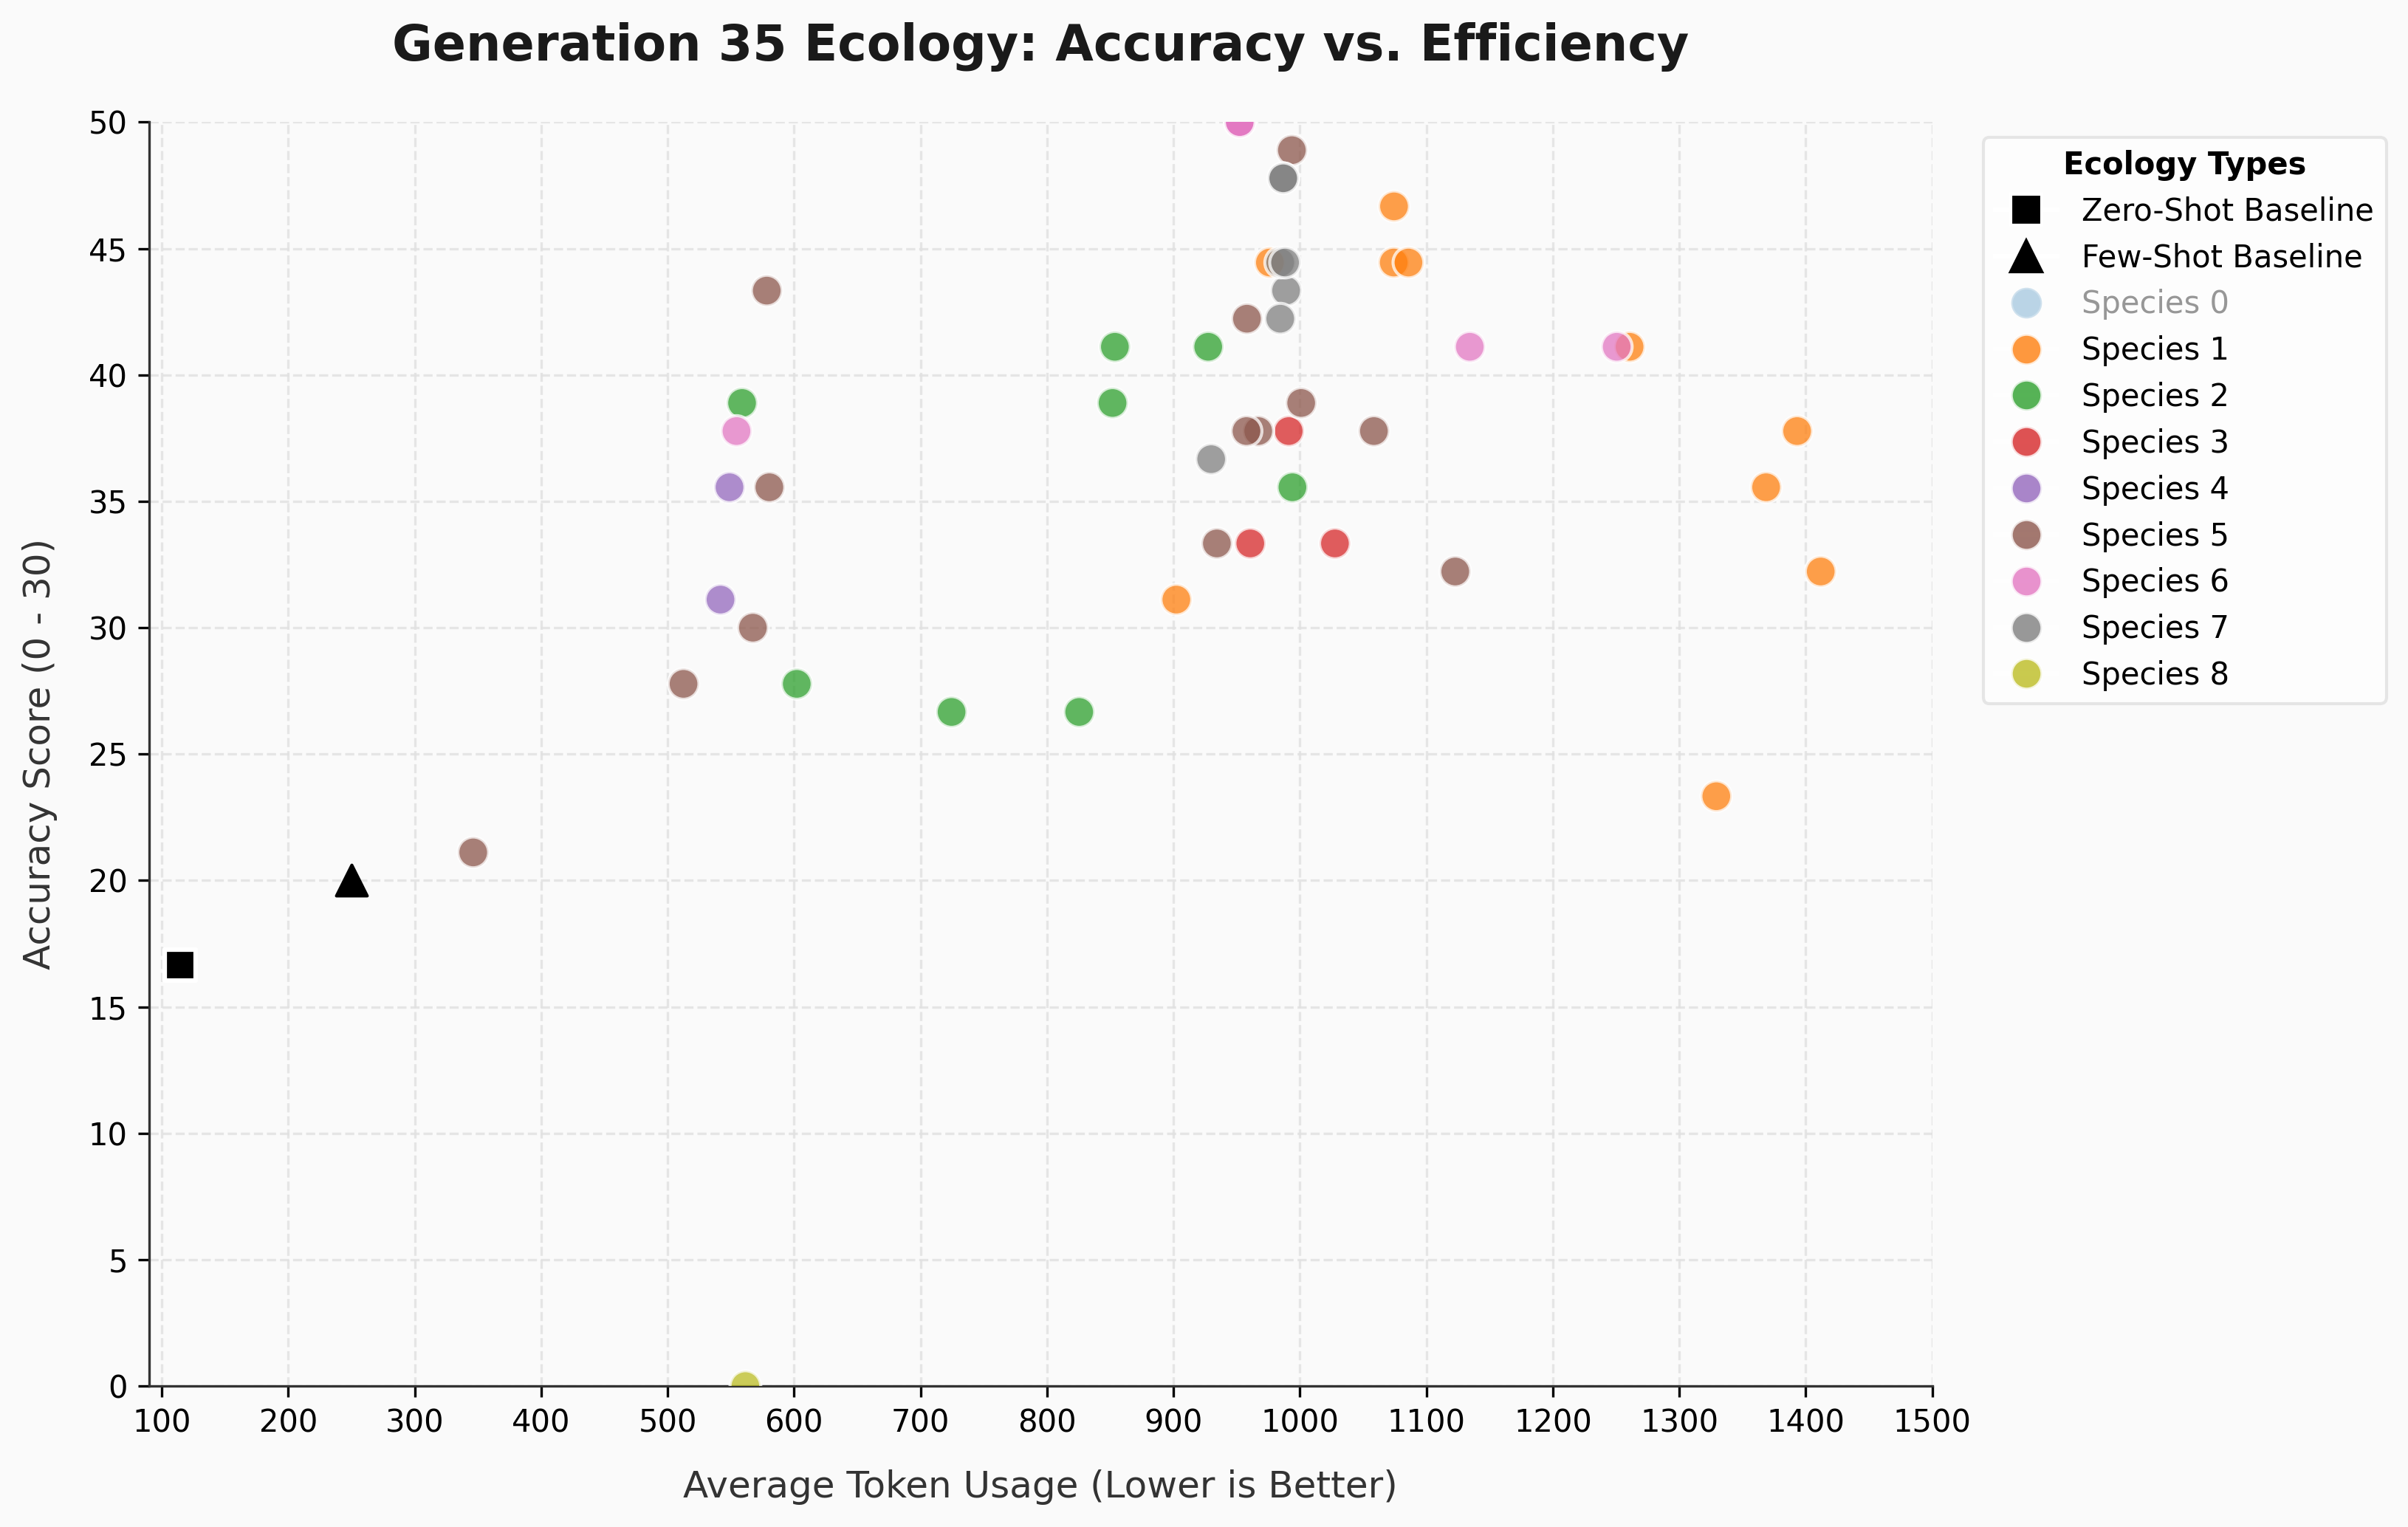 Generation 35 Ecology: Accuracy vs. Efficiency
50
45
40
35
30
25
20
15
10
5
0
Accuracy Score (0 - 30)
100 200 300 400 500 600 700 800 900 1000 1100 1200 1300 1400 1500
Average Token Usage (Lower is Better)
Ecology Types
Zero-Shot Baseline
Few-Shot Baseline
Species 0
Species 1
Species 2
Species 3
Species 4
Species 5
Species 6
Species 7
Species 8